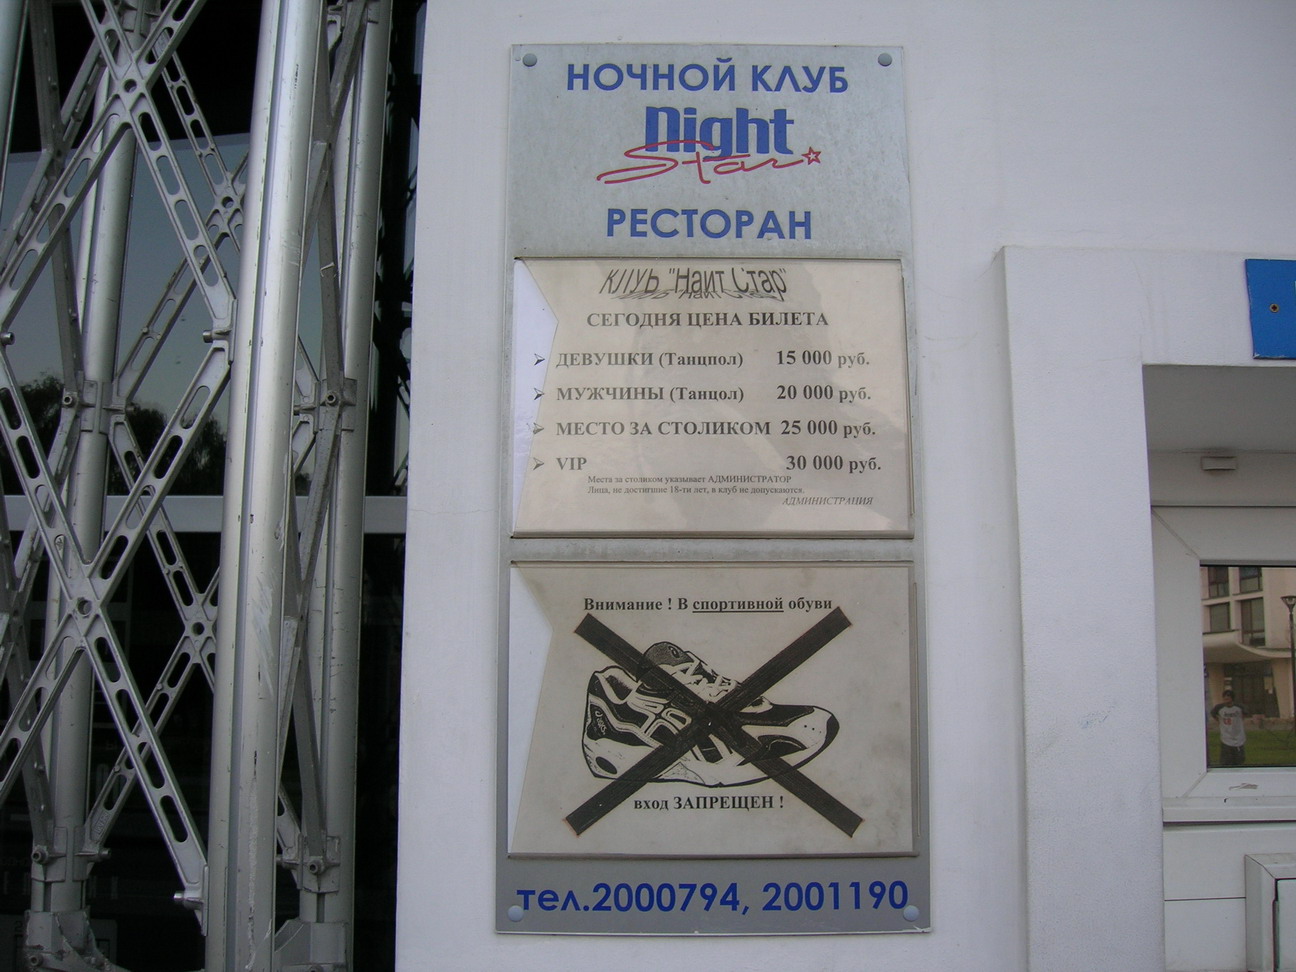 НОЧНОЙ КЛУБ
Night
Star
РЕСТОРАН
КЛУЬ "Наит Стар"
СЕГОДНЯ ЦЕНА БИЛЕТА
ДЕВУШКИ (Танцпол) 15 000 руб.
МУЖЧИНЫ (Танцол) 20 000 руб.
МЕСТО ЗА СТОЛИКОМ 25 000 руб.
VIP 30 000 руб.
Места за столиком указывает АДМИНИСТРАТОР
Лица, не достигшие 18-ти лет, в клуб не допускаются.
АДМИНИСТРАЦИЯ
Внимание ! В спортивной обуви
вход ЗАПРЕЩЕН !
тел.2000794, 2001190